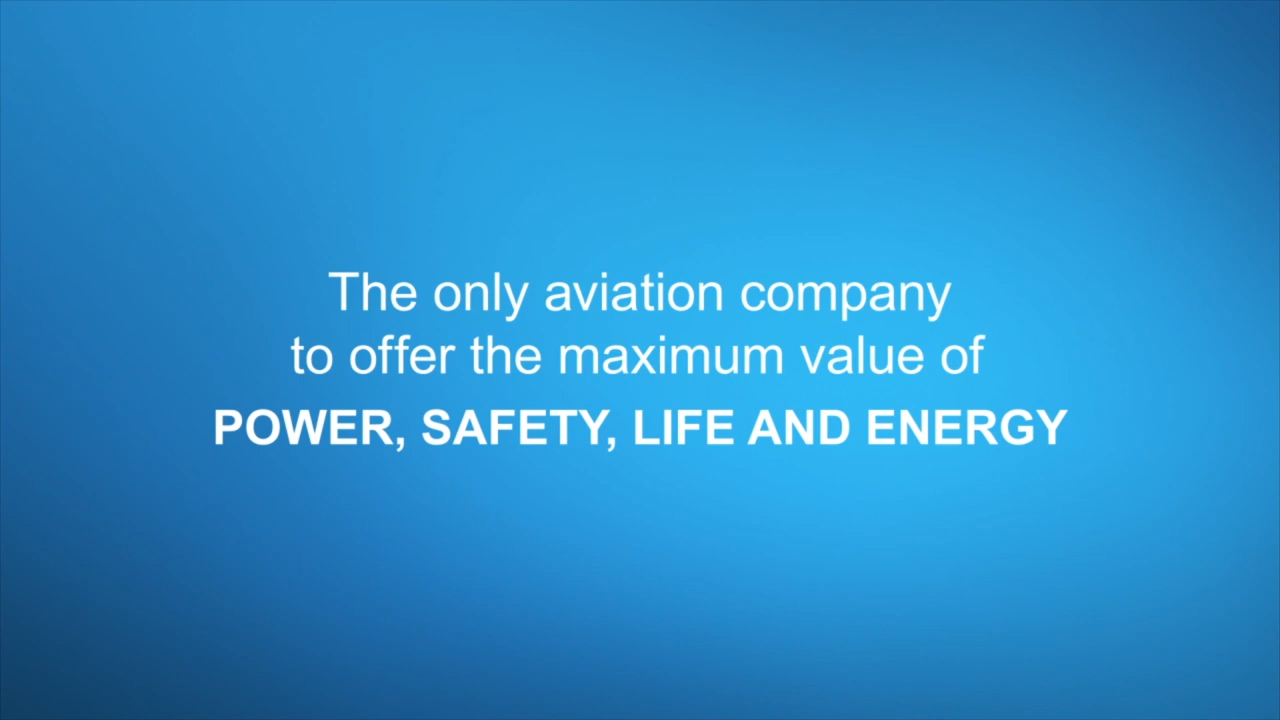 The only aviation company
to offer the maximum value of
POWER, SAFETY, LIFE AND ENERGY